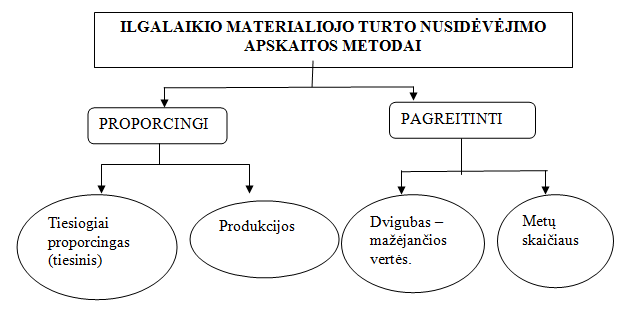 ILGALAIKIO MATERIALIOJO TURTO NUSIDĖVĖJIMO
APSKAITOS METODAI
PROPORCINGI
PAGREITINTI
Tiesiogiai
proporcingas
(tiesinis)
Produkcijos
Dvigubas –
mažėjančios
vertės.
Metų
skaičiaus